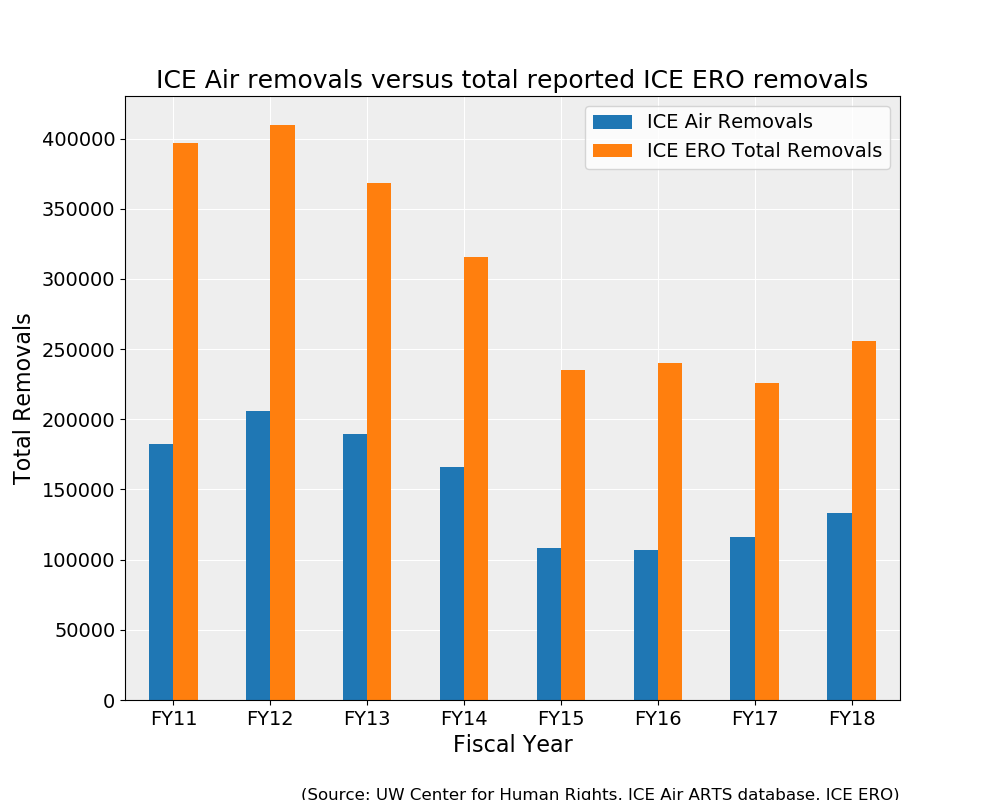 ICE Air removals versus total reported ICE ERO removals
ICE Air Removals
ICE ERO Total Removals
Total Removals
400000
350000
300000
250000
200000
150000
100000
50000
0
FY11 FY12 FY13 FY14 FY15 FY16 FY17 FY18
Fiscal Year
(Source: UW Center for Human Rights, ICE Air ARTS database, ICE ERO)